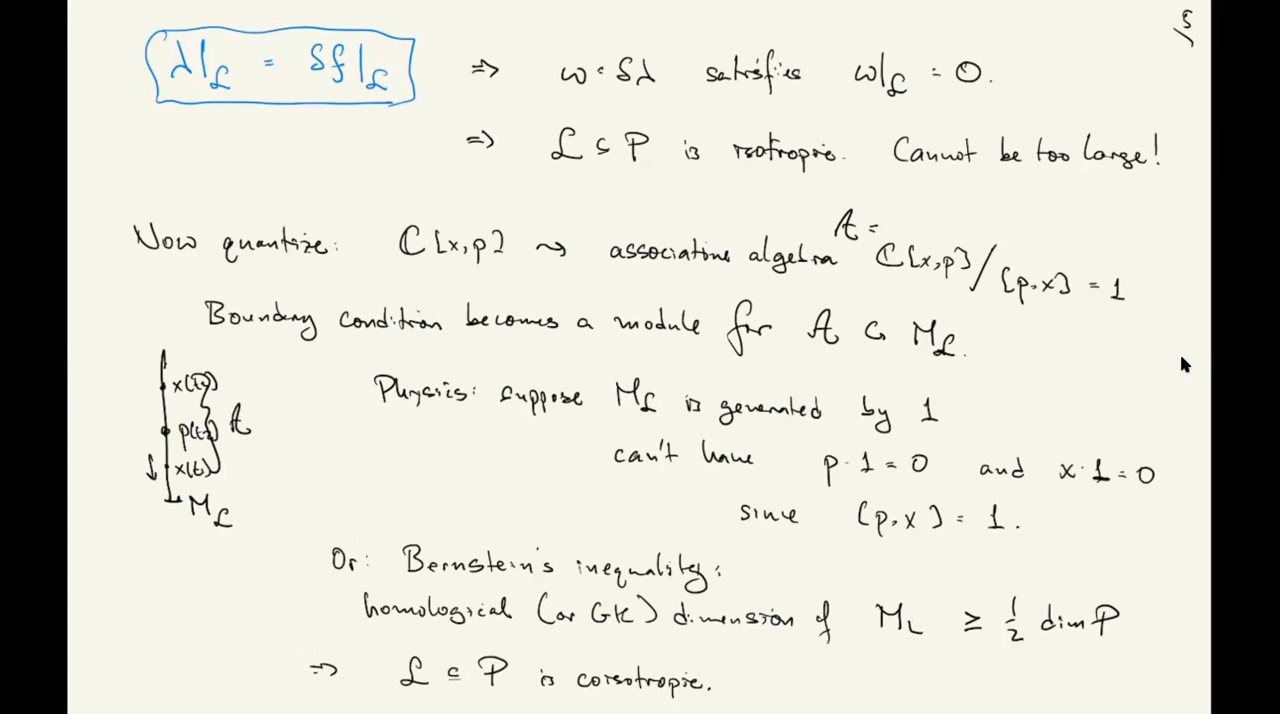 5
λ|_ℒ = δf|_ℒ ⇒ ω = δλ satisfies ω|_ℒ = 0.
⇒ ℒ ⊆ P is isotropic. Cannot be too large!
Now quantize: ℂ[x,p] ⇝ associative algebra A = ℂ[x,p]/[p,x] = 1
Boundary condition becomes a module for A ↻ M_ℒ.
x(t₃)
p(t₂) A
x(t₁)
M_ℒ
Physics: suppose M_ℒ is generated by 1
can't have p·1 = 0 and x·1 = 0
since [p,x] = 1.
Or: Bernstein's inequality:
homological (or GK) dimension of M_L ≥ ½ dim P
⇒ ℒ ⊆ P is coisotropic.